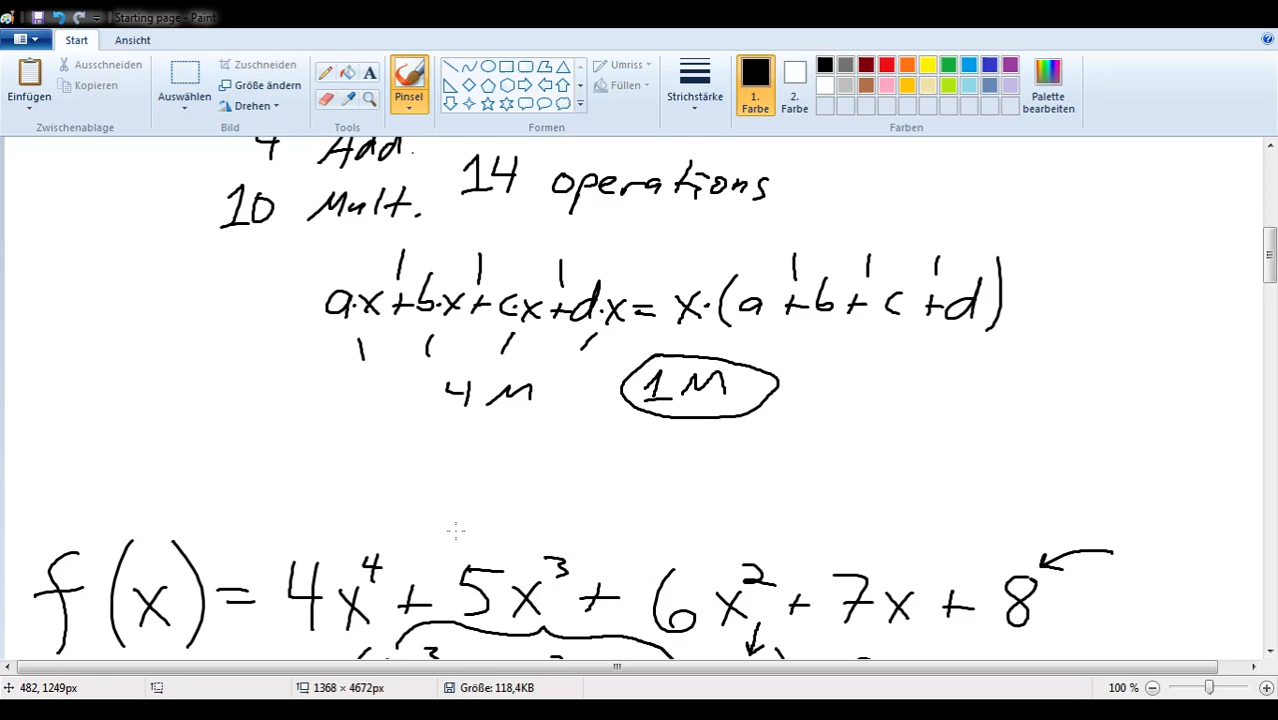 Starting page - Paint
Start Ansicht
Einfügen
Ausschneiden
Kopieren
Zwischenablage
Auswählen
Zuschneiden
Größe ändern
Drehen
Bild
Pinsel
Tools
Umriss
Füllen
Formen
Strichstärke
1. Farbe
2. Farbe
Palette bearbeiten
Farben
4 Add.
10 Mult. 14 operations
a·x+b·x+c·x+d·x= x·(a+b+c+d)
4 M 1 M
f(x)= 4x⁴ + 5x³ + 6x² + 7x + 8
482, 1249px 1368 × 4672px Größe: 118,4KB 100 %